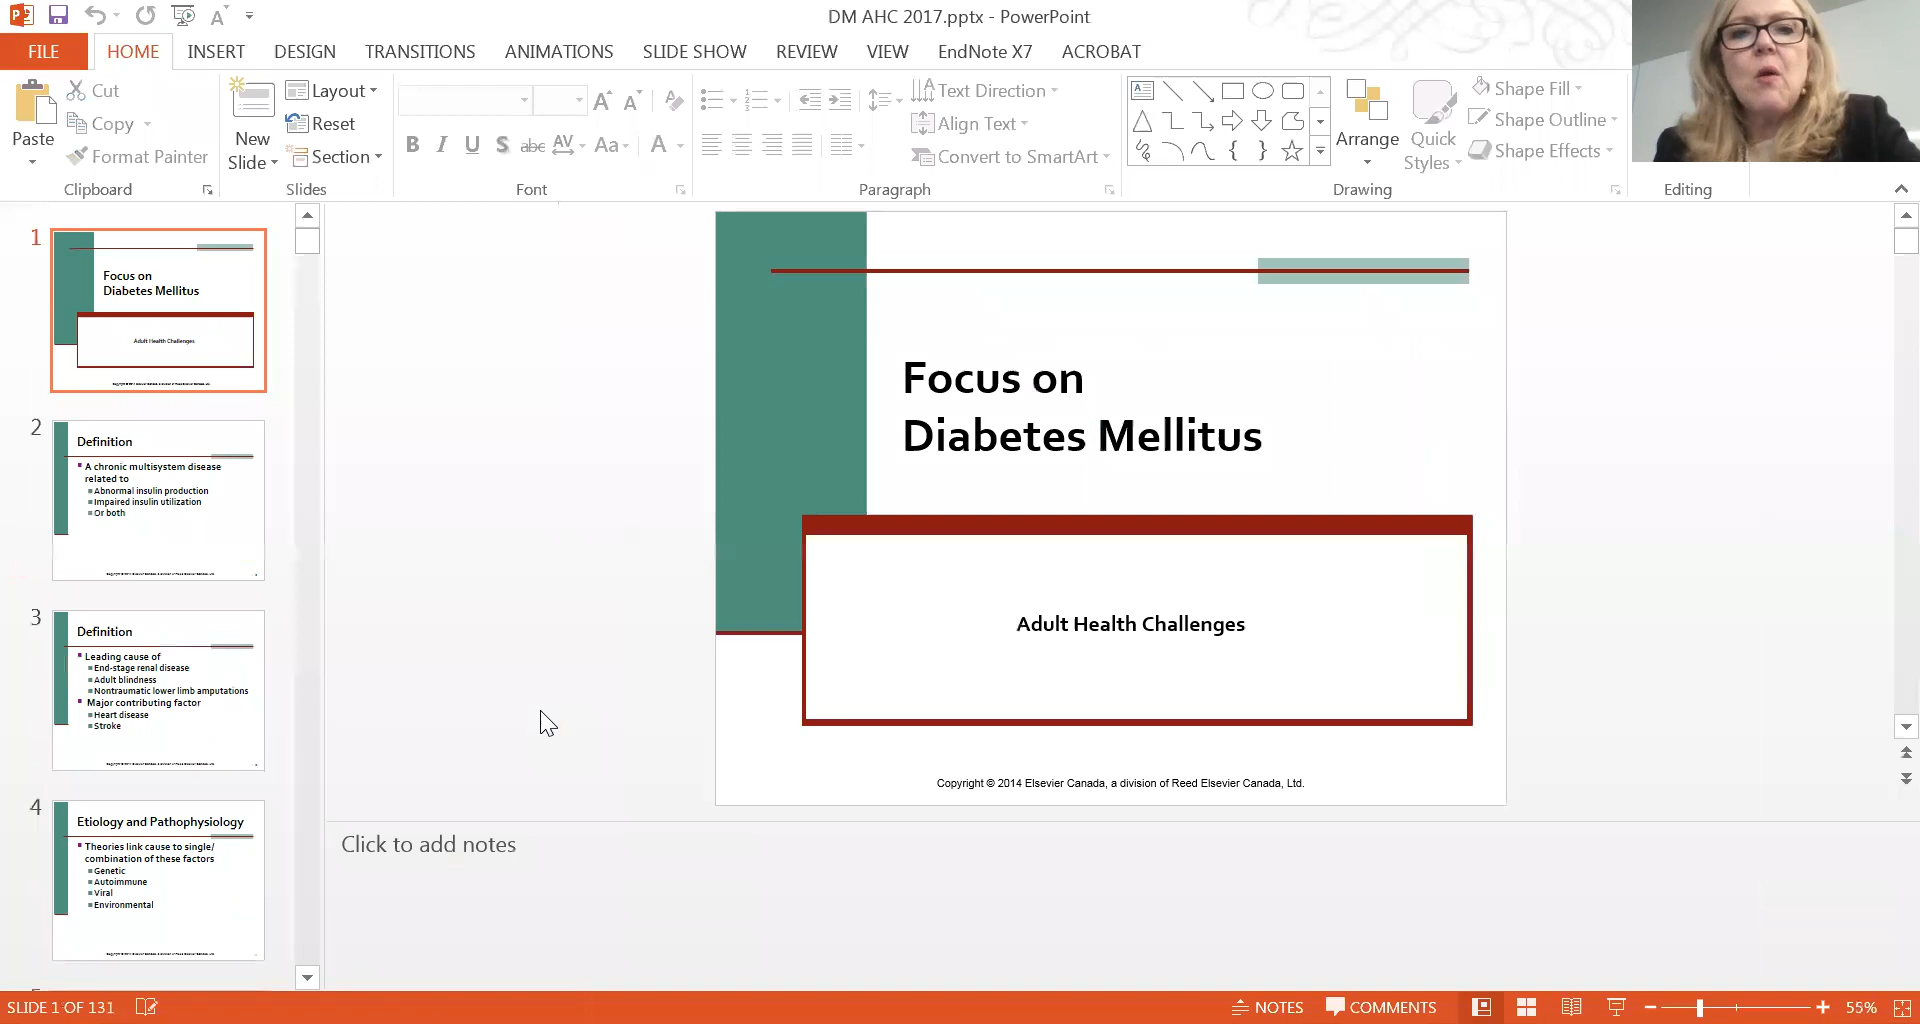 DM AHC 2017.pptx - PowerPoint
FILE
HOME
INSERT
DESIGN
TRANSITIONS
ANIMATIONS
SLIDE SHOW
REVIEW
VIEW
EndNote X7
ACROBAT
Paste
Cut
Copy
Format Painter
Clipboard
New
Slide
Layout
Reset
Section
Slides
B I U S abc AV Aa A
Font
Text Direction
Align Text
Convert to SmartArt
Paragraph
Arrange
Quick
Styles
Shape Fill
Shape Outline
Shape Effects
Drawing
Editing
1
Focus on
Diabetes Mellitus
Adult Health Challenges
2
Definition
A chronic multisystem disease
related to
Abnormal insulin production
Impaired insulin utilization
Or both
3
Definition
Leading cause of
End-stage renal disease
Adult blindness
Nontraumatic lower limb amputations
Major contributing factor
Heart disease
Stroke
4
Etiology and Pathophysiology
Theories link cause to single/
combination of these factors
Genetic
Autoimmune
Viral
Environmental
Focus on
Diabetes Mellitus
Adult Health Challenges
Copyright © 2014 Elsevier Canada, a division of Reed Elsevier Canada, Ltd.
Click to add notes
SLIDE 1 OF 131
NOTES
COMMENTS
55%